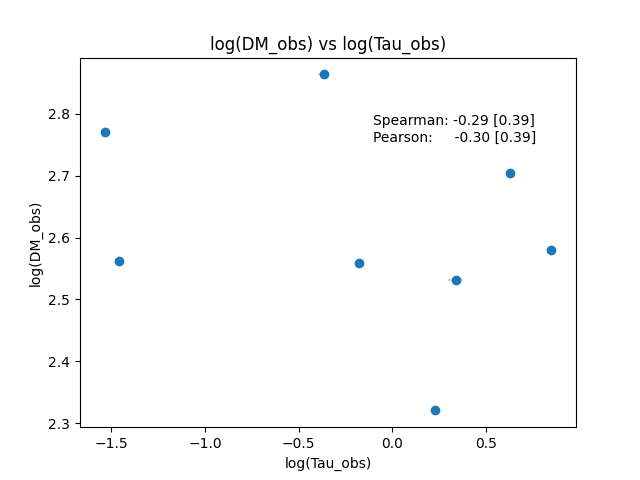 log(DM_obs) vs log(Tau_obs)
Spearman: -0.29 [0.39]
Pearson: -0.30 [0.39]
log(DM_obs)
2.8
2.7
2.6
2.5
2.4
2.3
−1.5 −1.0 −0.5 0.0 0.5
log(Tau_obs)